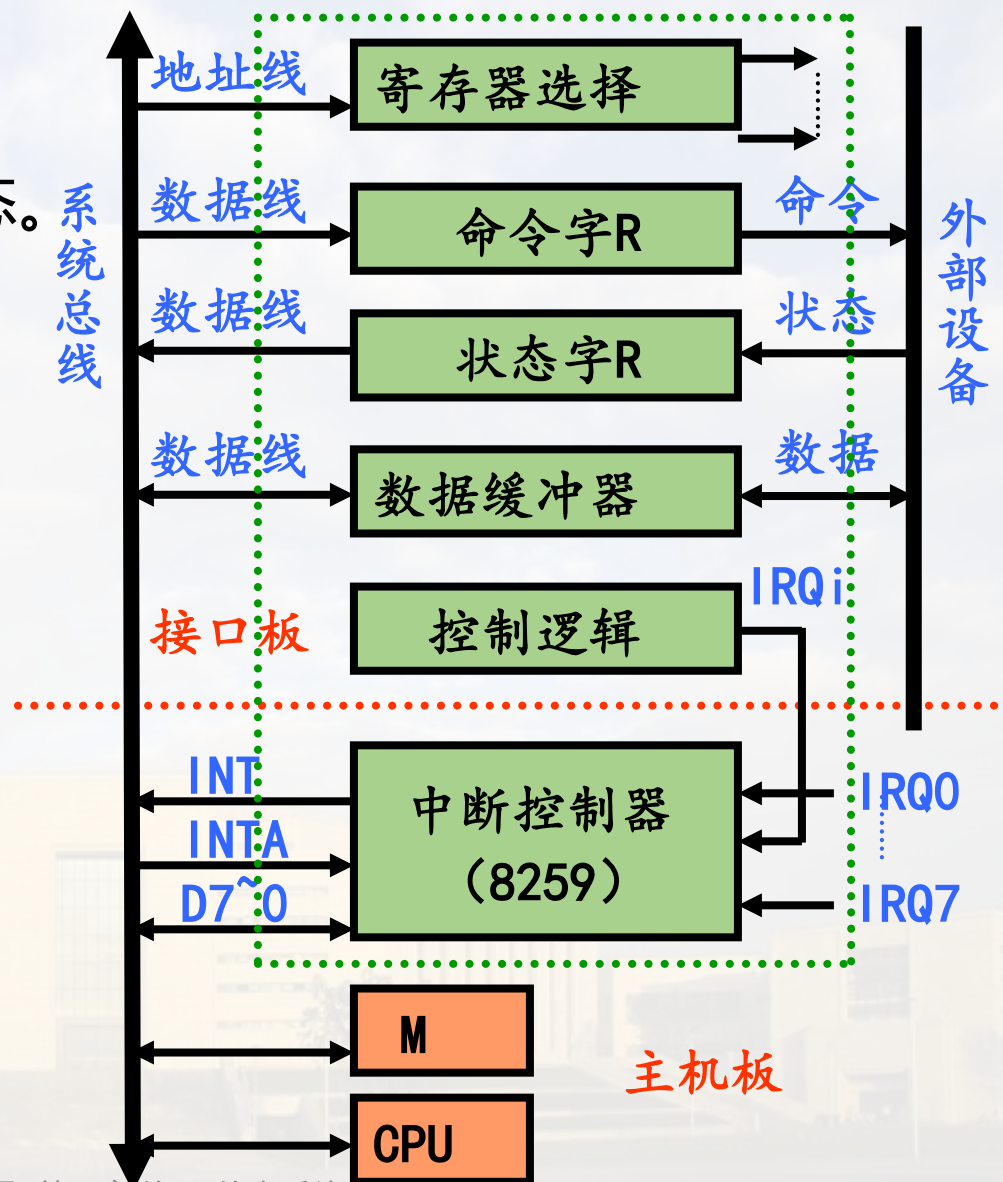 地址线
寄存器选择
态。
系统总线
数据线
命令字R
命令
外部设备
数据线
状态字R
状态
数据线
数据缓冲器
数据
IRQi
接口板
控制逻辑
INT
中断控制器
(8259)
IRQ0
INTA
D7~0
IRQ7
M
主机板
CPU